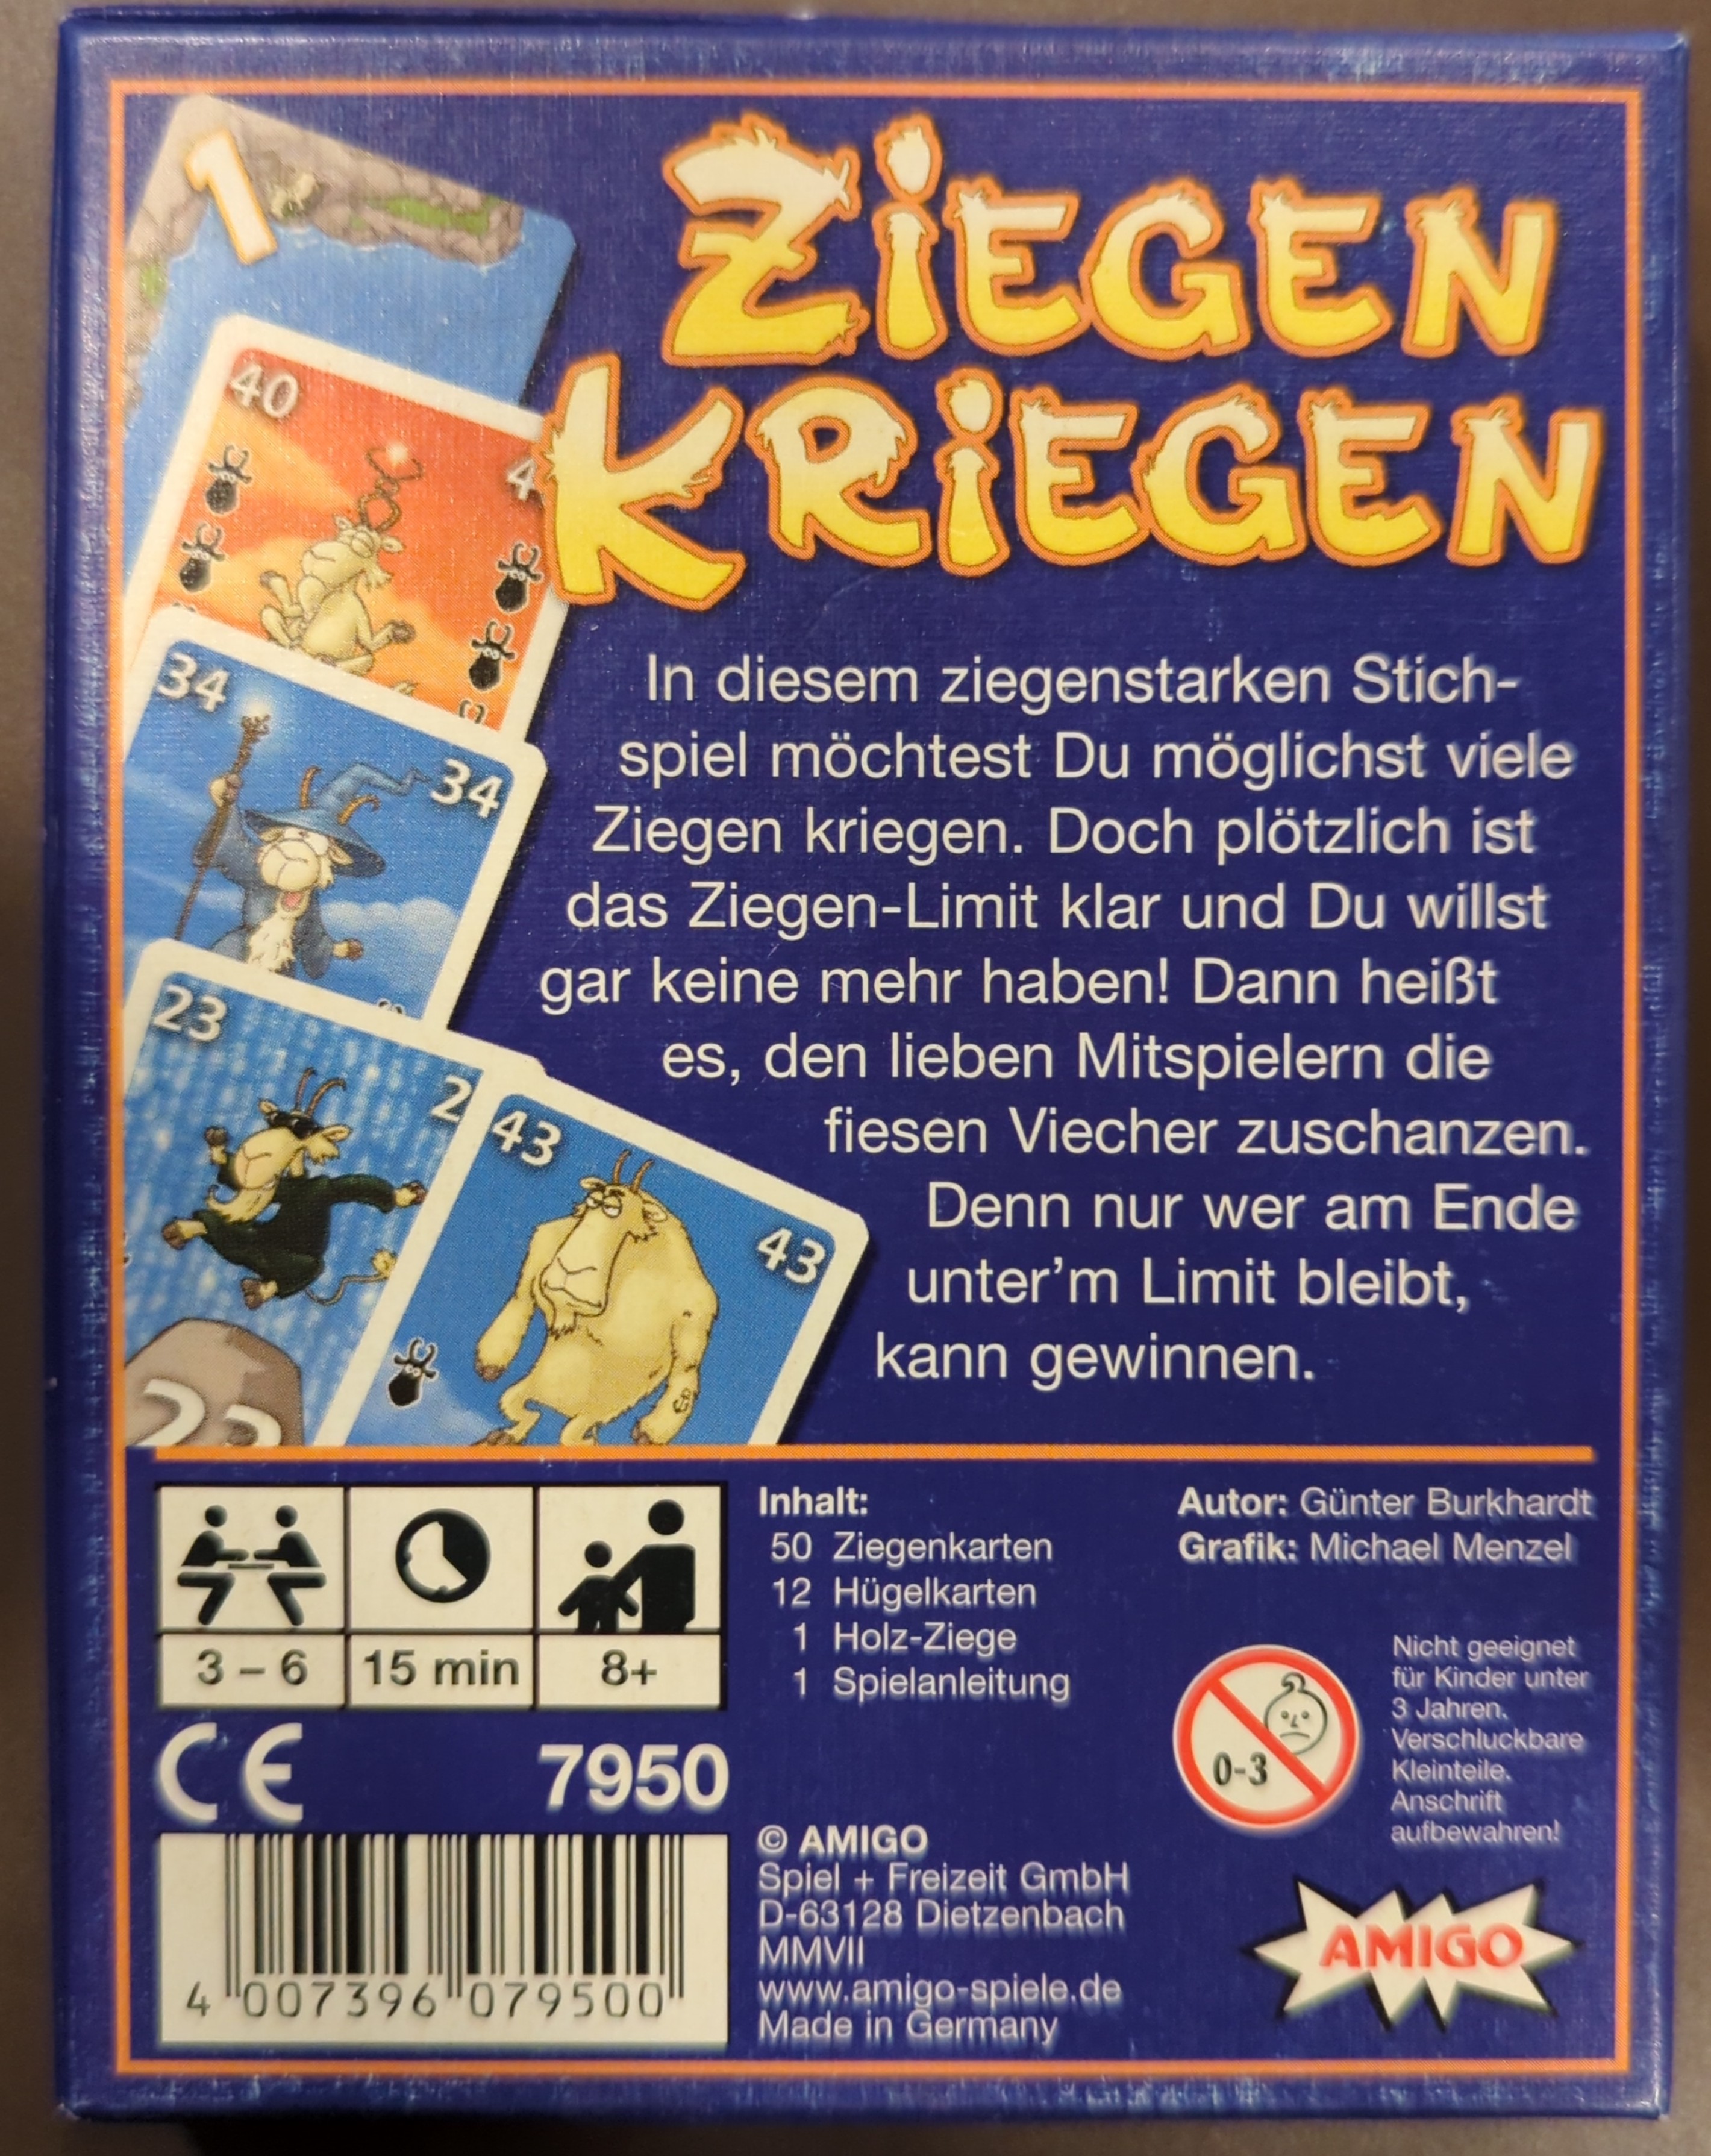 1
ZiEGEN
KRiEGEN
40
4
34
34
23
2
43
43
23
In diesem ziegenstarken Stich-
spiel möchtest Du möglichst viele
Ziegen kriegen. Doch plötzlich ist
das Ziegen-Limit klar und Du willst
gar keine mehr haben! Dann heißt
es, den lieben Mitspielern die
fiesen Viecher zuschanzen.
Denn nur wer am Ende
unter'm Limit bleibt,
kann gewinnen.
3 – 6 15 min 8+
CE 7950
4 007396 079500
Inhalt:
50 Ziegenkarten
12 Hügelkarten
1 Holz-Ziege
1 Spielanleitung
Autor: Günter Burkhardt
Grafik: Michael Menzel
0-3
Nicht geeignet
für Kinder unter
3 Jahren.
Verschluckbare
Kleinteile.
Anschrift
aufbewahren!
© AMIGO
Spiel + Freizeit GmbH
D-63128 Dietzenbach
MMVII
www.amigo-spiele.de
Made in Germany
AMIGO